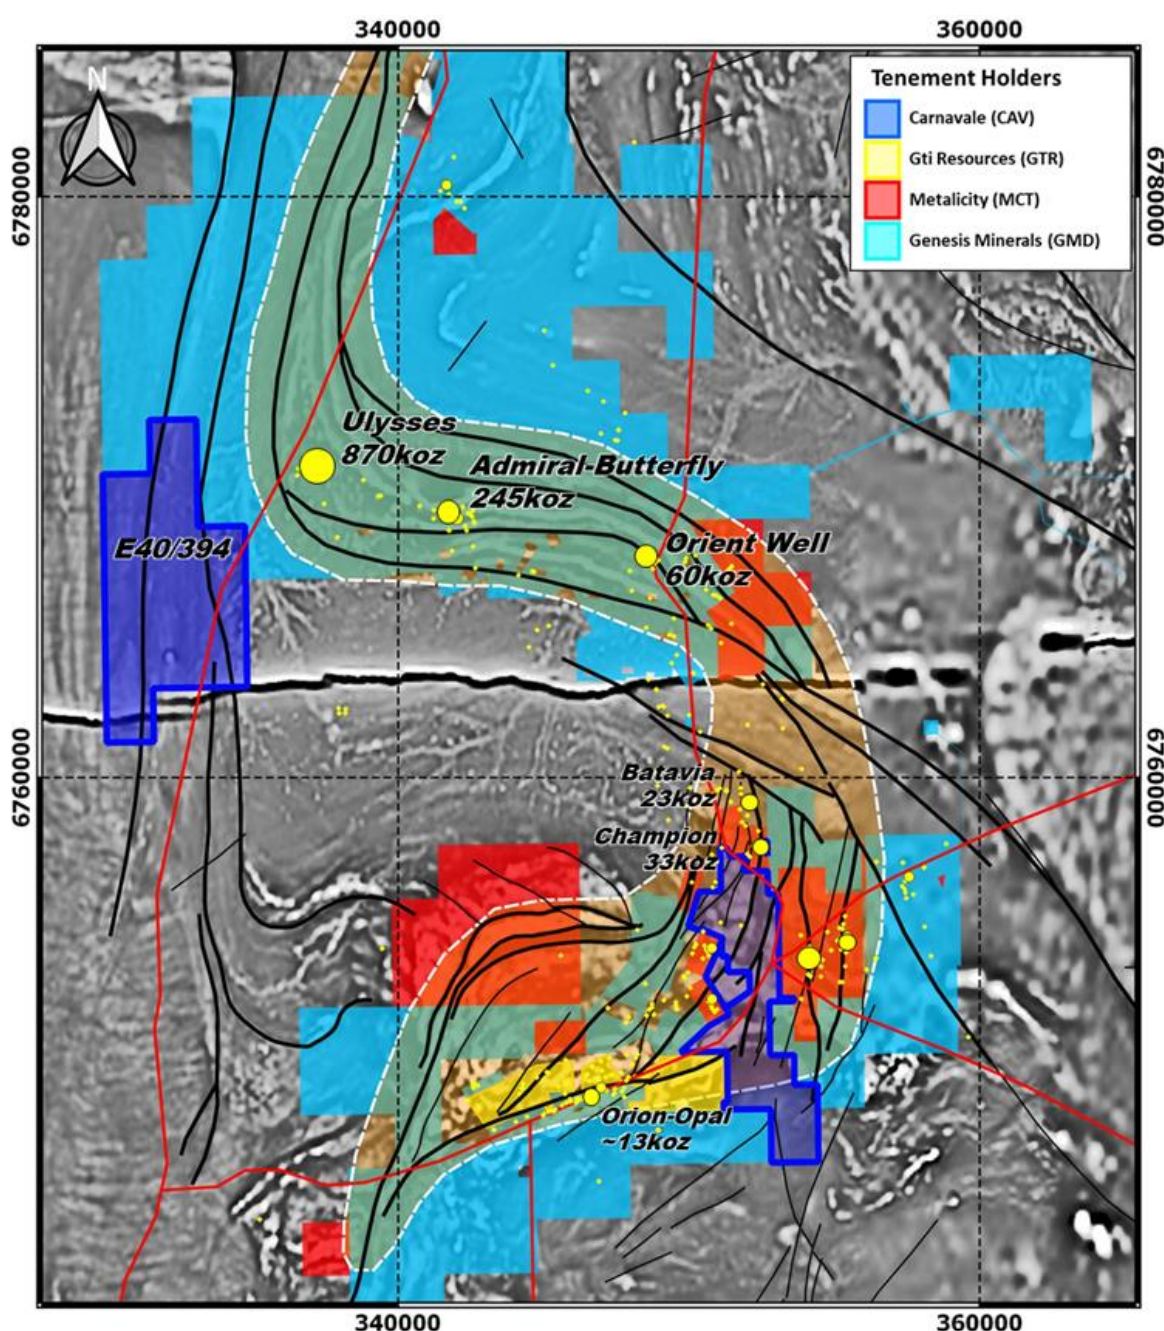 340000
360000
N
Tenement Holders
Carnavale (CAV)
Gti Resources (GTR)
Metalicity (MCT)
Genesis Minerals (GMD)
6780000
6780000
Ulysses
870koz
Admiral-Butterfly
245koz
E40/394
Orient Well
60koz
6760000
6760000
Batavia
23koz
Champion
33koz
Orion-Opal
~13koz
340000
360000